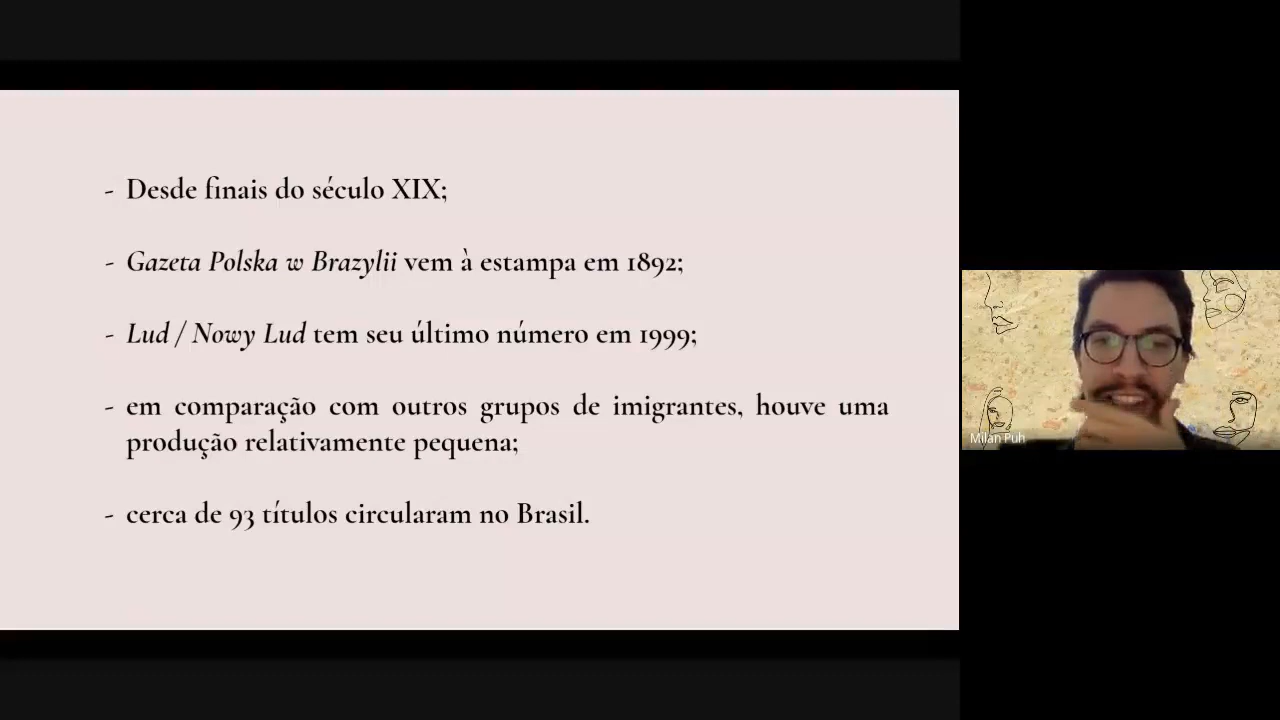 - Desde finais do século XIX;
- Gazeta Polska w Brazylii vem à estampa em 1892;
- Lud / Nowy Lud tem seu último número em 1999;
- em comparação com outros grupos de imigrantes, houve uma
produção relativamente pequena;
- cerca de 93 títulos circularam no Brasil.
Milan Puh